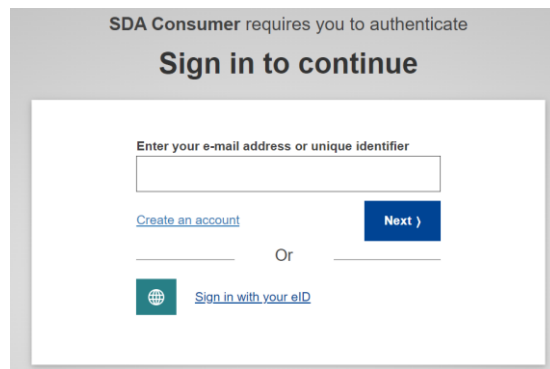 SDA Consumer requires you to authenticate
Sign in to continue
Enter your e-mail address or unique identifier
Create an account
Next ⟩
Or
Sign in with your eID